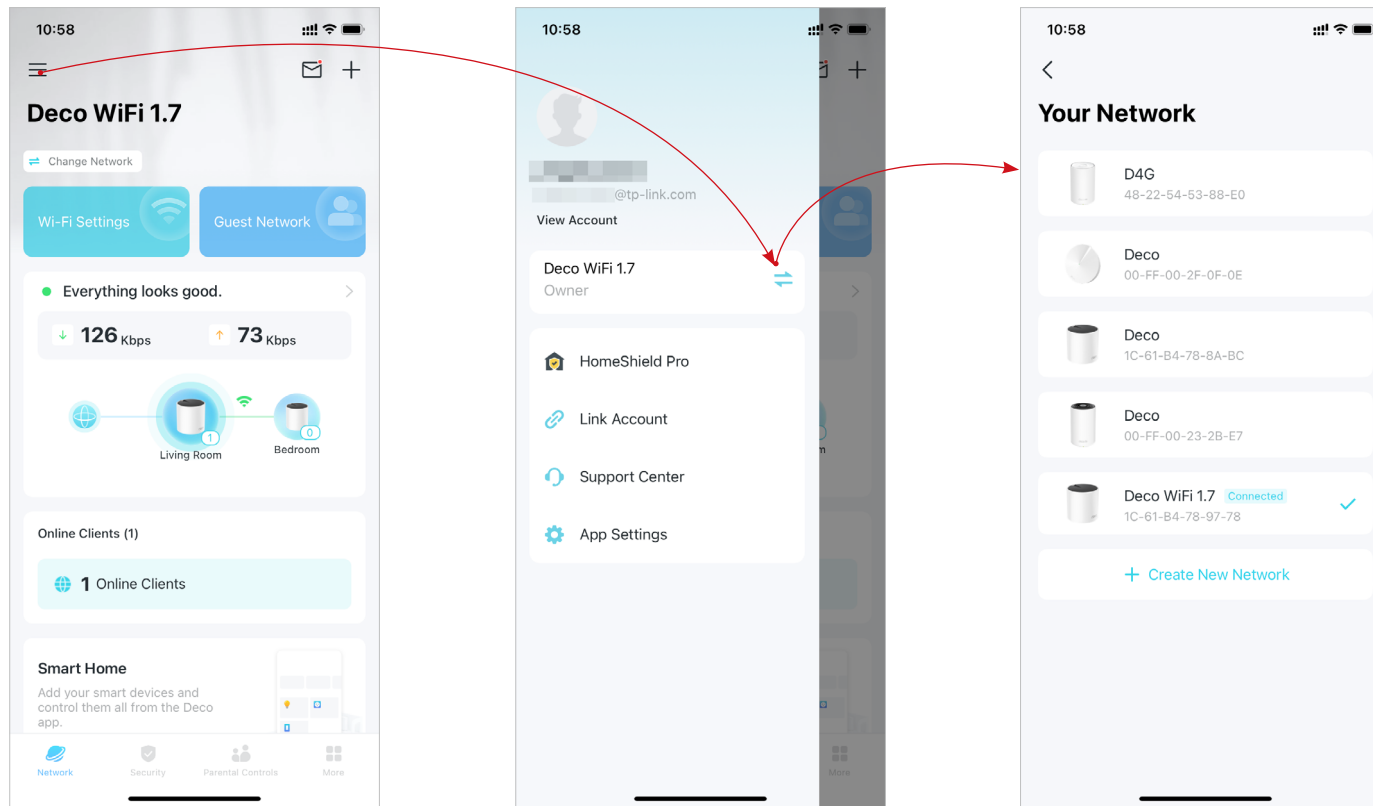 10:58
Deco WiFi 1.7
Change Network
Wi-Fi Settings
Guest Network
Everything looks good.
126 Kbps
73 Kbps
1
0
Living Room
Bedroom
Online Clients (1)
1 Online Clients
Smart Home
Add your smart devices and
control them all from the Deco
app.
Network
Security
Parental Controls
More
10:58
@tp-link.com
View Account
Deco WiFi 1.7
Owner
HomeShield Pro
Link Account
Support Center
App Settings
More
10:58
Your Network
D4G
48-22-54-53-88-E0
Deco
00-FF-00-2F-0F-0E
Deco
1C-61-B4-78-8A-BC
Deco
00-FF-00-23-2B-E7
Deco WiFi 1.7 Connected
1C-61-B4-78-97-78
Create New Network